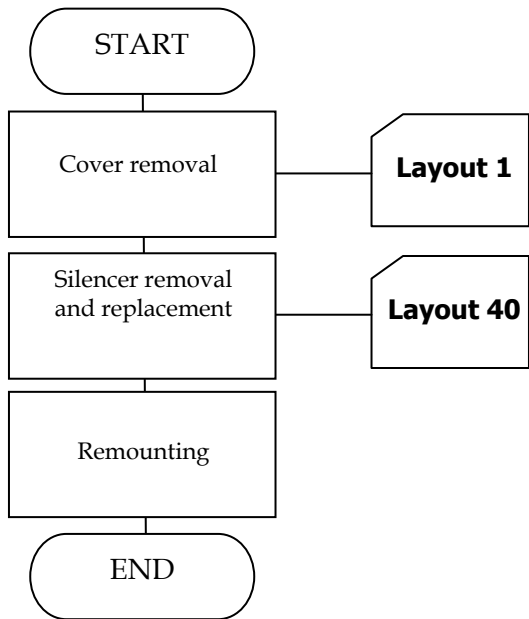 START
Cover removal
Layout 1
Silencer removal
and replacement
Layout 40
Remounting
END